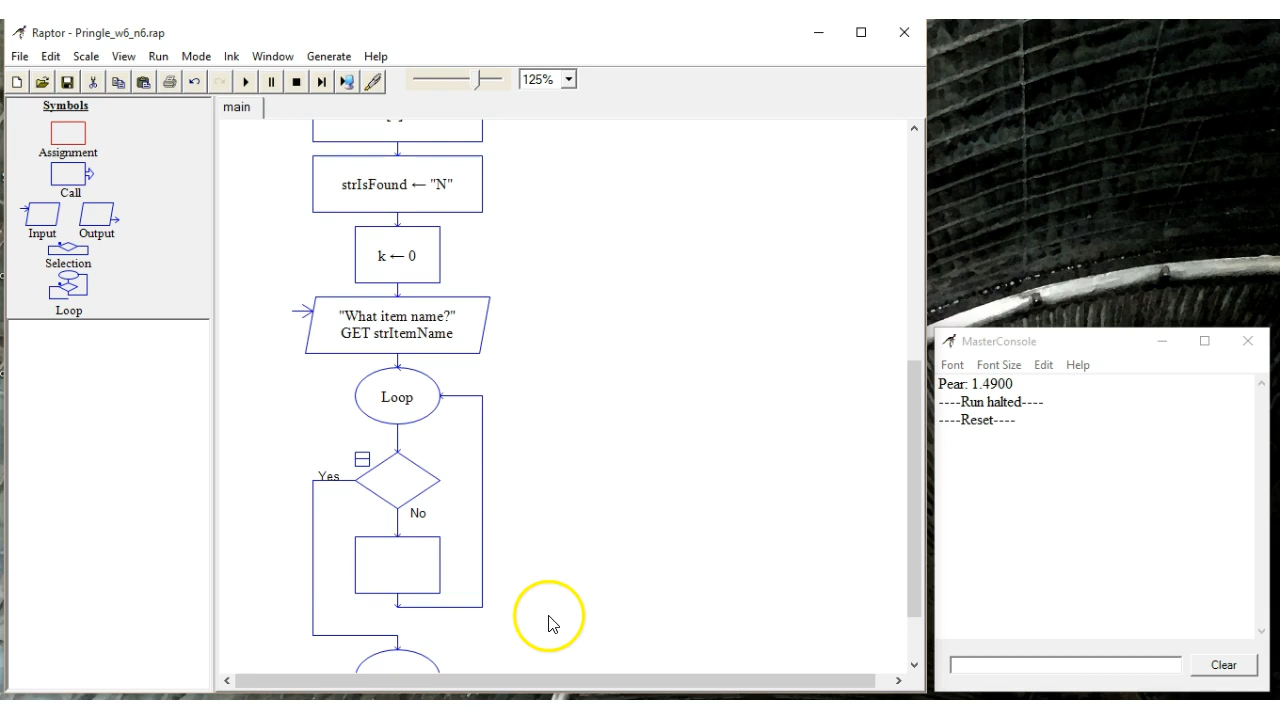 Raptor - Pringle_w6_n6.rap
File Edit Scale View Run Mode Ink Window Generate Help
125%
Symbols
Assignment
Call
Input Output
Selection
Loop
main
strIsFound ← "N"
k ← 0
"What item name?"
GET strItemName
Loop
Yes
No
MasterConsole
Font Font Size Edit Help
Pear: 1.4900
----Run halted----
----Reset----
Clear